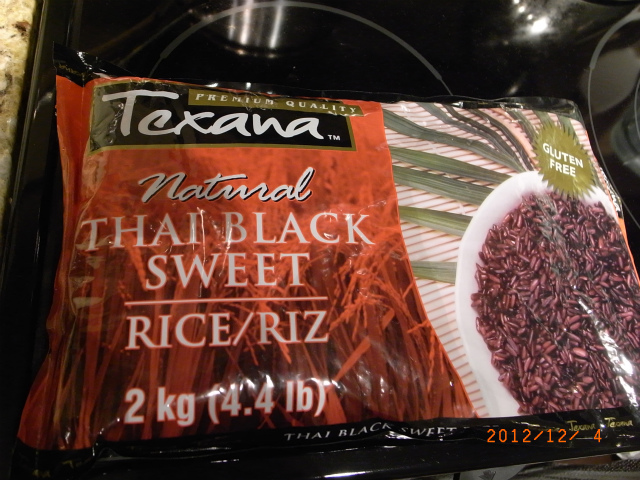 PREMIUM QUALITY
Texana TM
GLUTEN
FREE
Natural
THAI BLACK
SWEET
RICE/RIZ
2 kg (4.4 lb)
THAI BLACK SWEET
Texana Texana
2012/12/ 4